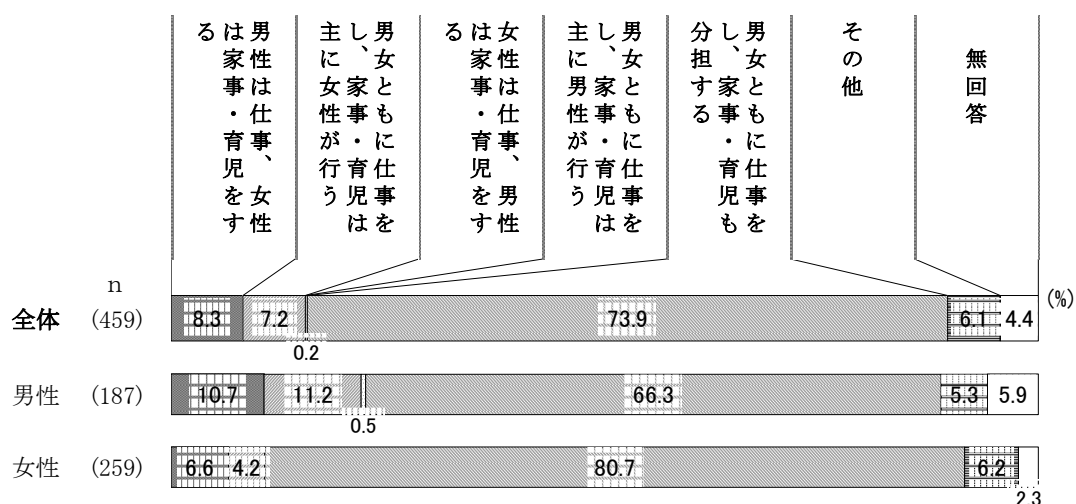 男性は仕事、女性
は家事・育児をす
る
男女ともに仕事を
し、家事・育児は
主に女性が行う
女性は仕事、男性
は家事・育児をす
る
男女ともに仕事を
し、家事・育児は
主に男性が行う
男女ともに仕事を
し、家事・育児も
分担する
その他
無回答
n
(%)
全体 (459) 8.3 7.2 73.9 6.1 4.4
0.2
男性 (187) 10.7 11.2 66.3 5.3 5.9
0.5
女性 (259) 6.6 4.2 80.7 6.2
2.3